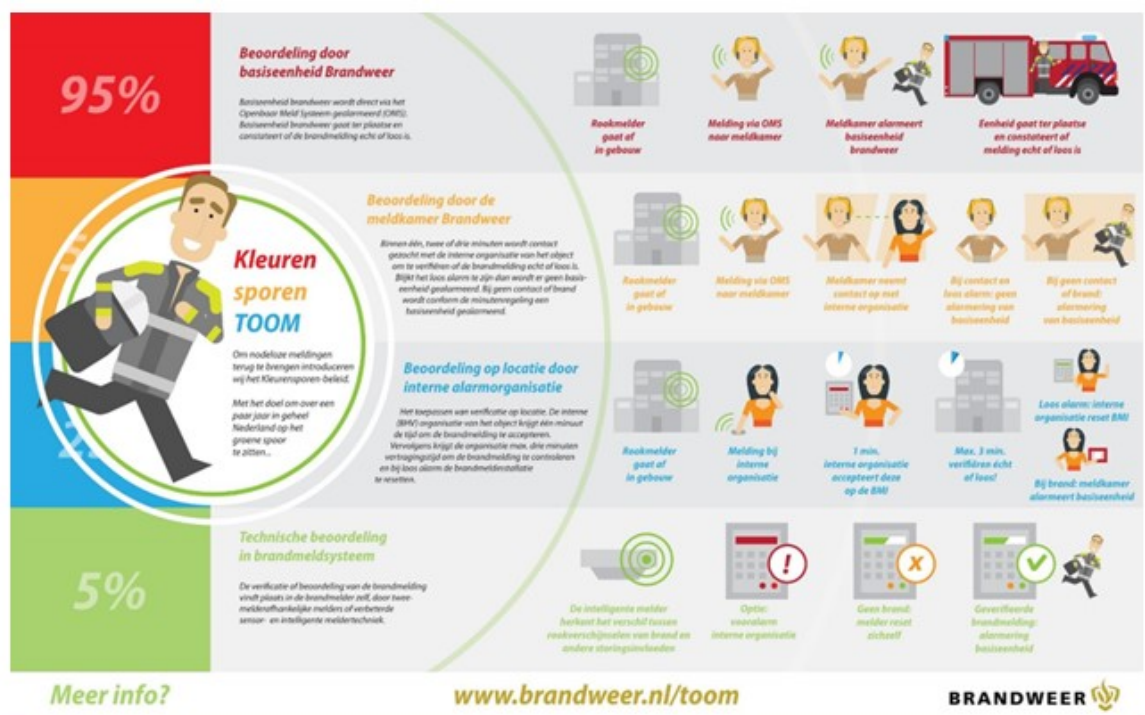 95%
Beoordeling door
basiseenheid Brandweer
Basiseenheid brandweer wordt direct via het
Openbaar Meld Systeem gealarmeerd (OMS).
Basiseenheid brandweer gaat ter plaatse en
constateert of de brandmelding echt of loos is.
Rookmelder
gaat af
in gebouw
Melding via OMS
naar meldkamer
Meldkamer alarmeert
basiseenheid
brandweer
Eenheid gaat ter plaatse
en constateert of
melding echt of loos is
Beoordeling door de
meldkamer Brandweer
Binnen één, twee of drie minuten wordt contact
gezocht met de interne organisatie van het object
om te verifiëren of de brandmelding echt of loos is.
Blijkt het loos alarm te zijn dan wordt er geen basis-
eenheid gealarmeerd. Bij geen contact of brand
wordt conform de minutenregeling een
basiseenheid gealarmeerd.
Rookmelder
gaat af
in gebouw
Melding via OMS
naar meldkamer
Meldkamer neemt
contact op met
interne organisatie
Bij contact en
loos alarm: geen
alarmering van
basiseenheid
Bij geen contact
of brand:
alarmering
van basiseenheid
Kleuren
sporen
TOOM
Om nodeloze meldingen
terug te brengen introduceren
wij het Kleurensporen-beleid.
Met het doel om over een
paar jaar in geheel
Nederland op het
groene spoor
te zitten...
Beoordeling op locatie door
interne alarmorganisatie
Het toepassen van verificatie op locatie. De interne
(BHV) organisatie van het object krijgt één minuut
de tijd om de brandmelding te accepteren.
Vervolgens krijgt de organisatie max. drie minuten
vertragingstijd om de brandmelding te controleren
en bij loos alarm de brandmeldinstallatie
te resetten.
Rookmelder
gaat af
in gebouw
Melding bij
interne
organisatie
1 min.
interne organisatie
accepteert deze
op de BMI
Max. 3 min.
verifiëren écht
of loos!
Loos alarm: interne
organisatie reset BMI
Bij brand: meldkamer
alarmeert basiseenheid
5%
Technische beoordeling
in brandmeldsysteem
De verificatie of beoordeling van de brandmelding
vindt plaats in de brandmelder zelf, door twee-
melderafhankelijke melders of verbeterde
sensor- en intelligente meldertechniek.
De intelligente melder
herkent het verschil tussen
rookverschijnselen van brand en
andere storingsinvloeden
Optie:
vooralarm
interne organisatie
Geen brand:
melder reset
zichzelf
Geverifieerde
brandmelding:
alarmering
basiseenheid
Meer info?
www.brandweer.nl/toom
BRANDWEER